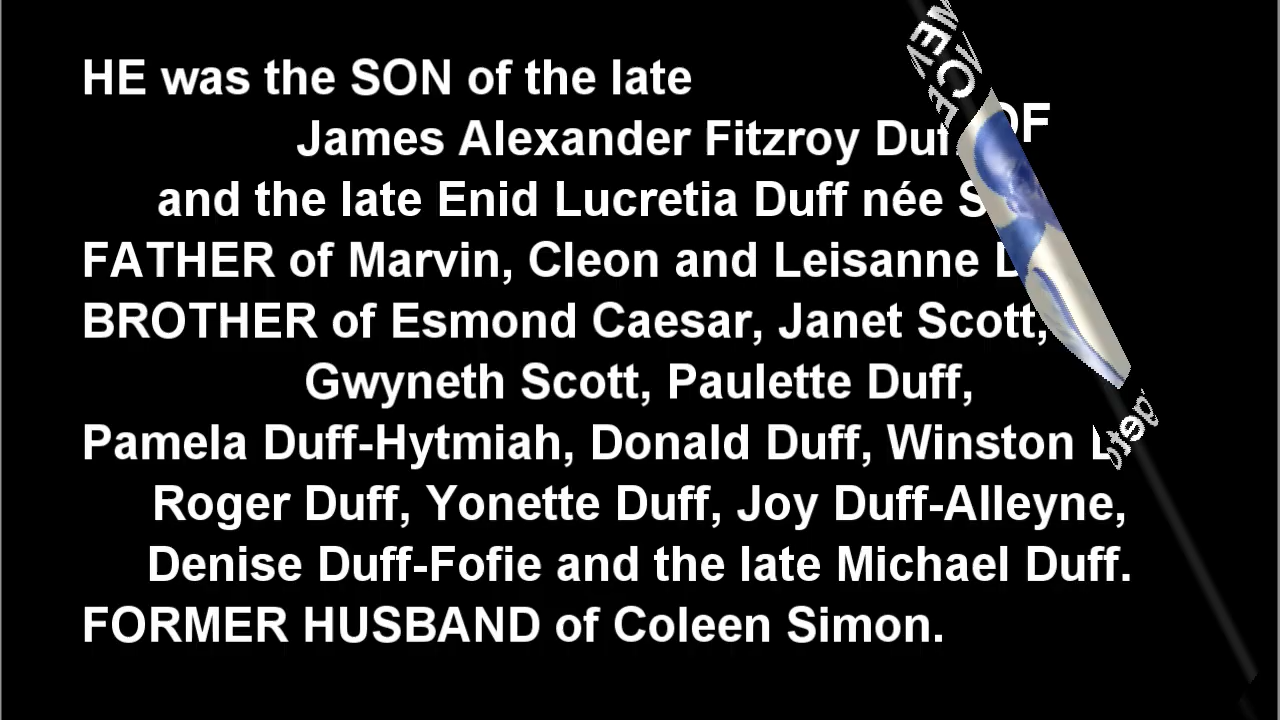 HE was the SON of the late
James Alexander Fitzroy
and the late Enid Lucretia Duff née
FATHER of Marvin, Cleon and Leisanne
BROTHER of Esmond Caesar, Janet Scott,
Gwyneth Scott, Paulette Duff,
Pamela Duff-Hytmiah, Donald Duff, Winston
Roger Duff, Yonette Duff, Joy Duff-Alleyne,
Denise Duff-Fofie and the late Michael Duff.
FORMER HUSBAND of Coleen Simon.